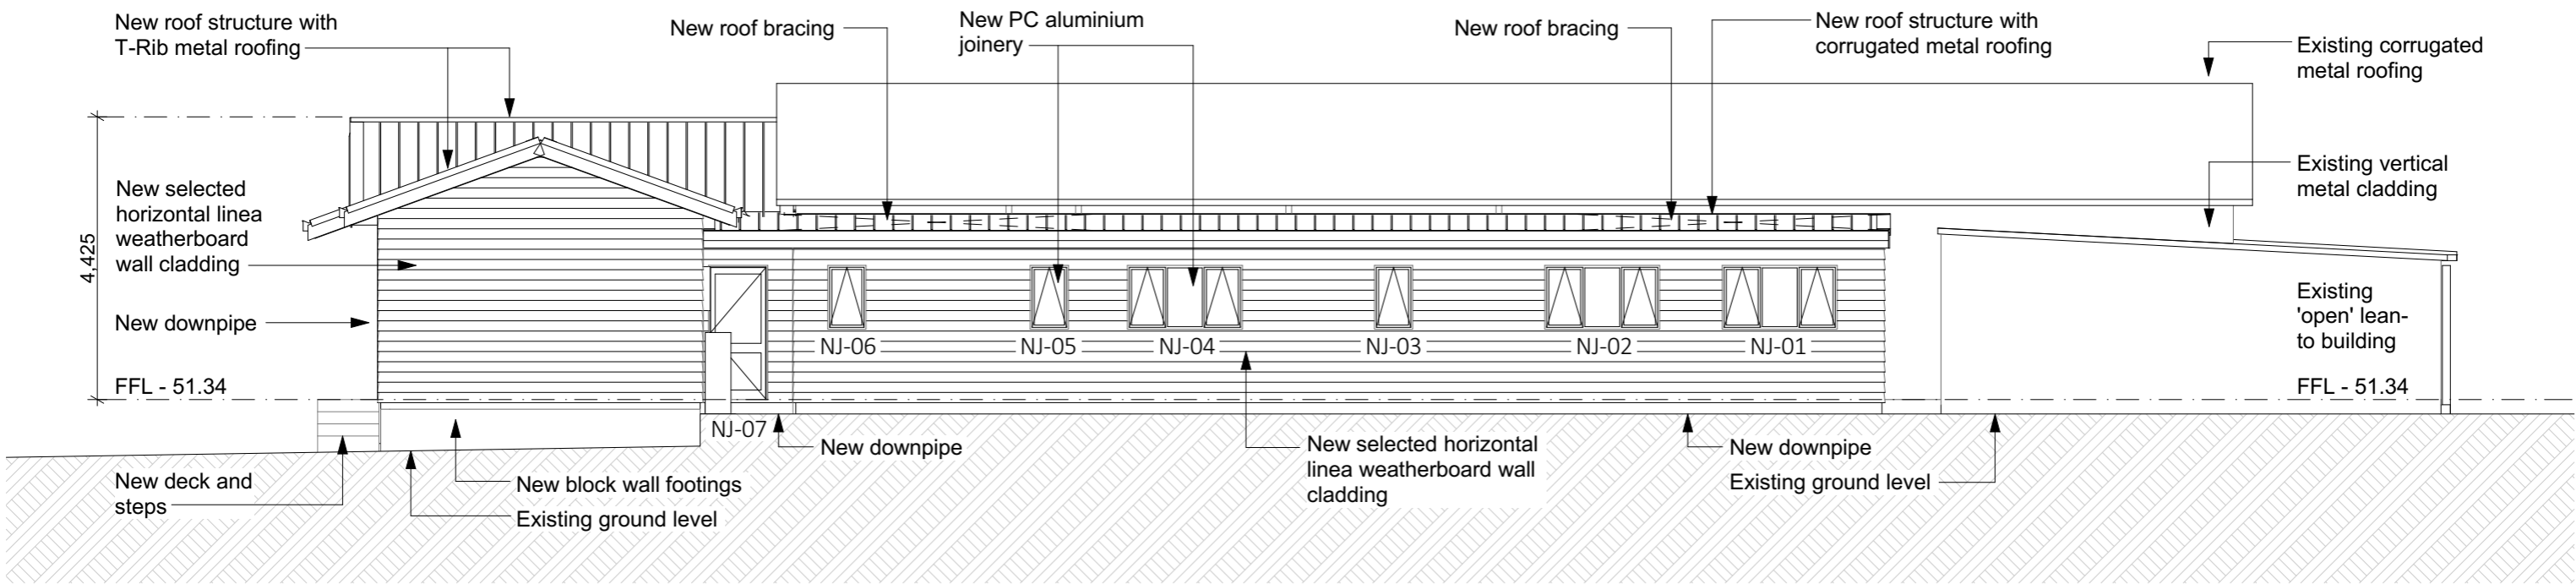 New roof structure with
T-Rib metal roofing
New roof bracing
New PC aluminium
joinery
New roof bracing
New roof structure with
corrugated metal roofing
Existing corrugated
metal roofing
Existing vertical
metal cladding
New selected
horizontal linea
weatherboard
wall cladding
4,425
New downpipe
FFL - 51.34
NJ-06
NJ-05
NJ-04
NJ-03
NJ-02
NJ-01
Existing
'open' lean-
to building
FFL - 51.34
NJ-07
New downpipe
New selected horizontal
linea weatherboard wall
cladding
New downpipe
Existing ground level
New deck and
steps
New block wall footings
Existing ground level